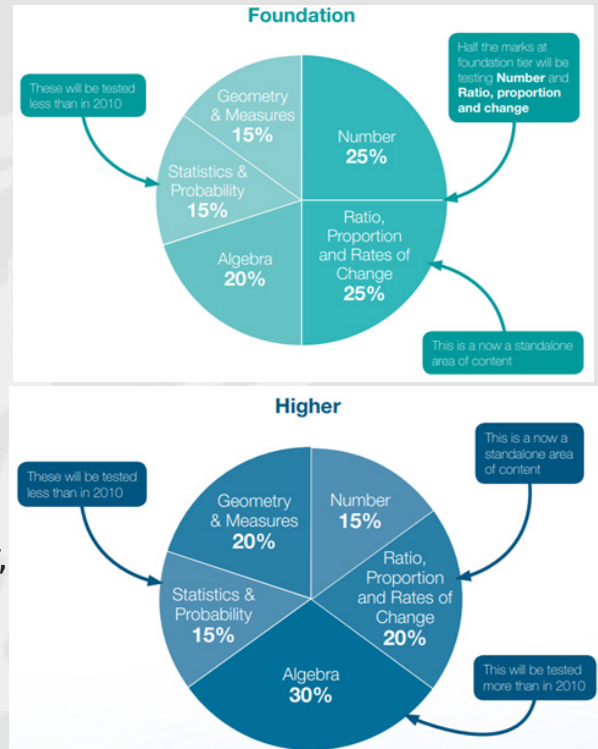 Foundation
These will be tested
less than in 2010
Half the marks at
foundation tier will be
testing Number and
Ratio, proportion
and change
Geometry
& Measures
15%
Number
25%
Statistics &
Probability
15%
Ratio,
Proportion
and Rates of
Change
25%
Algebra
20%
This is a now a standalone
area of content
Higher
These will be tested
less than in 2010
This is a now a
standalone area
of content
Geometry
& Measures
20%
Number
15%
Ratio,
Proportion
and Rates of
Change
20%
Statistics &
Probability
15%
Algebra
30%
This will be tested
more than in 2010
,